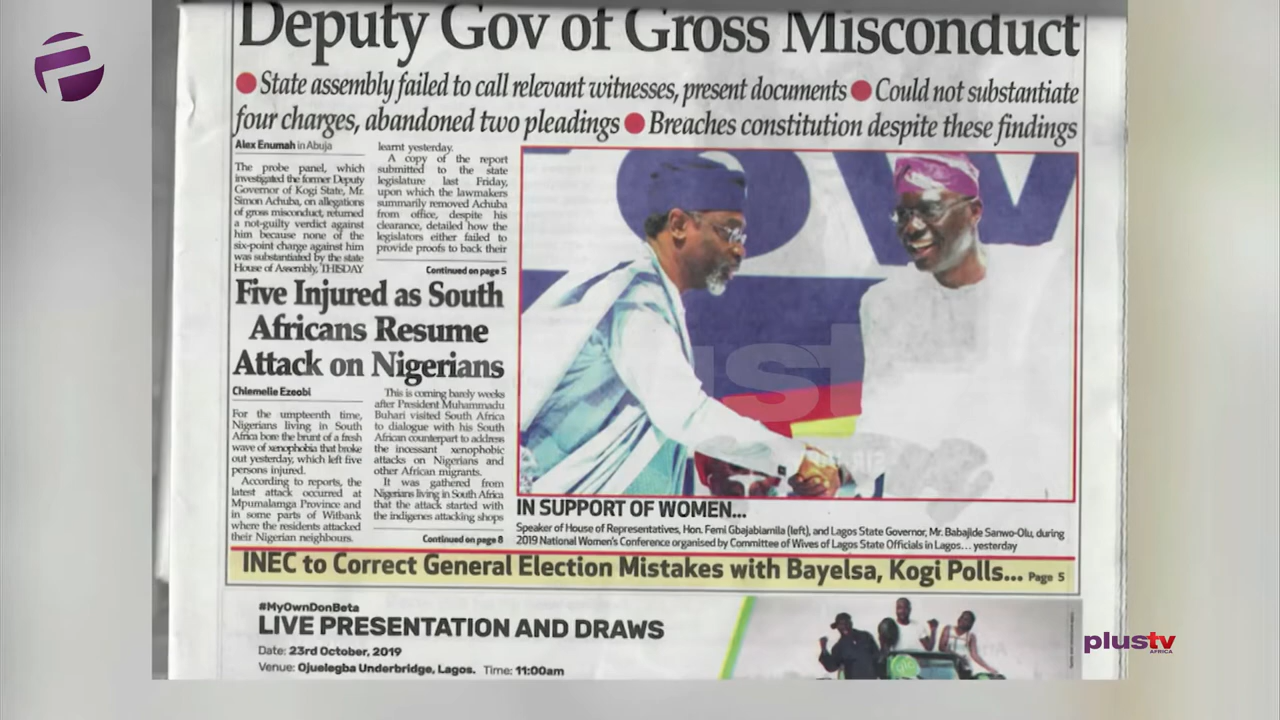 Deputy Gov of Gross Misconduct
● State assembly failed to call relevant witnesses, present documents ● Could not substantiate
four charges, abandoned two pleadings ● Breaches constitution despite these findings
Alex Enumah in Abuja
The probe panel, which
investigated the former Deputy
Governor of Kogi State, Mr.
Simon Achuba, on allegations
of gross misconduct, returned
a not-guilty verdict against
him because none of the
six-point charge against him
was substantiated by the state
House of Assembly, THISDAY
learnt yesterday.
A copy of the report
submitted to the state
legislature last Friday,
upon which the lawmakers
summarily removed Achuba
from office, despite his
clearance, detailed how the
legislators either failed to
provide proofs to back their
Continued on page 5
Five Injured as South
Africans Resume
Attack on Nigerians
Chiemelie Ezeobi
For the umpteenth time,
Nigerians living in South
Africa bore the brunt of a fresh
wave of xenophobia that broke
out yesterday, which left five
persons injured.
According to reports, the
latest attack occurred at
Mpumalamga Province and
in some parts of Witbank
where the residents attacked
their Nigerian neighbours.
This is coming barely weeks
after President Muhammadu
Buhari visited South Africa
to dialogue with his South
African counterpart to address
the incessant xenophobic
attacks on Nigerians and
other African migrants.
It was gathered from
Nigerians living in South Africa
that the attack started with
the indigenes attacking shops
Continued on page 8
IN SUPPORT OF WOMEN...
Speaker of House of Representatives, Hon. Femi Gbajabiamila (left), and Lagos State Governor, Mr. Babajide Sanwo-Olu, during
2019 National Women's Conference organised by Committee of Wives of Lagos State Officials in Lagos... yesterday
INEC to Correct General Election Mistakes with Bayelsa, Kogi Polls... Page 5
#MyOwnDonBeta
LIVE PRESENTATION AND DRAWS
Date: 23rd October, 2019
Venue: Ojuelegba Underbridge, Lagos. Time: 11:00am
plustv
AFRICA